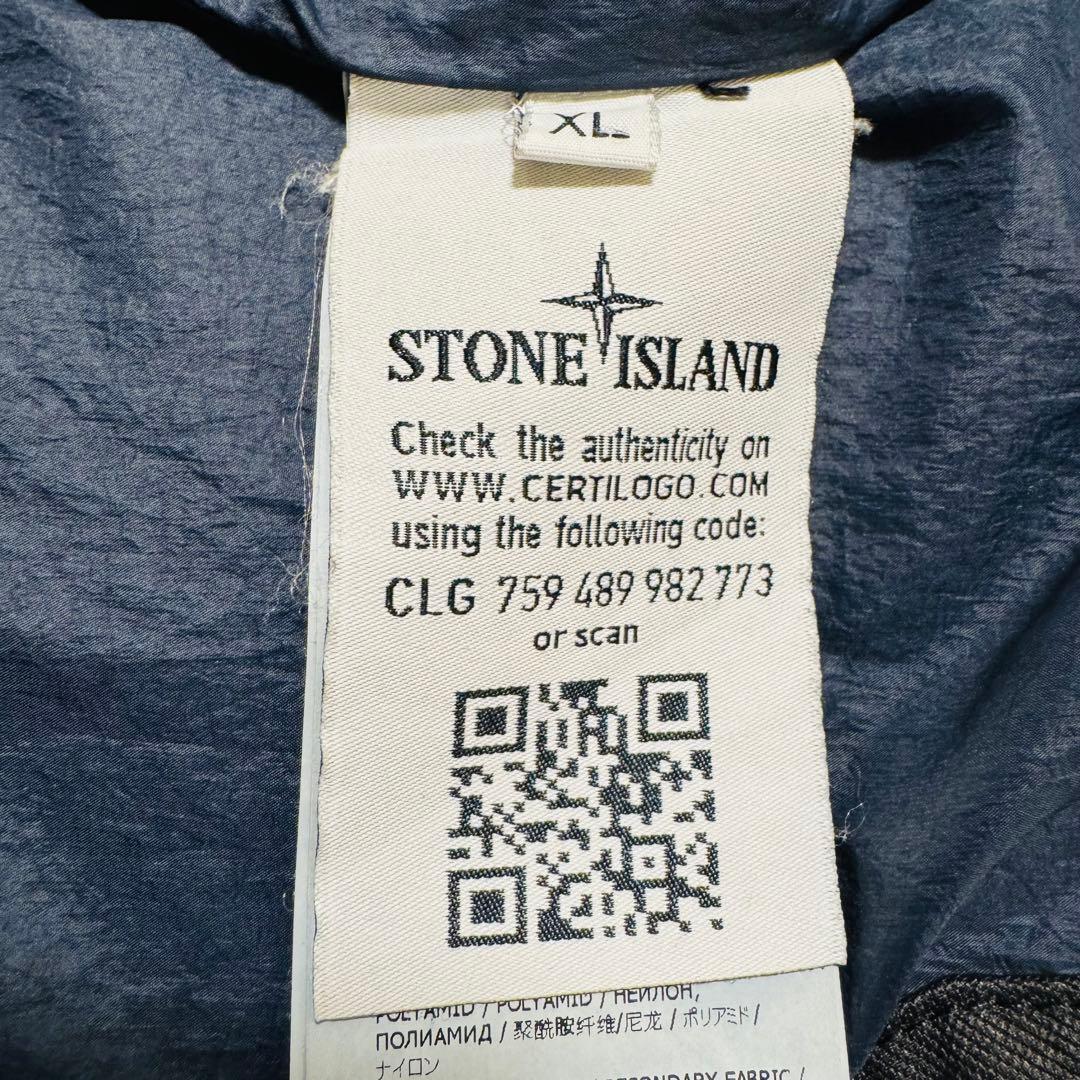 XL
STONE ISLAND
Check the authenticity on
WWW.CERTILOGO.COM
using the following code:
CLG 759 489 982 773
or scan
POLYAMID / POLYAMID / НЕЙЛОН,
ПОЛИАМИД / 聚酰胺纤维/尼龙 / ポリアミド/
ナイロン
SECONDARY FABRIC /